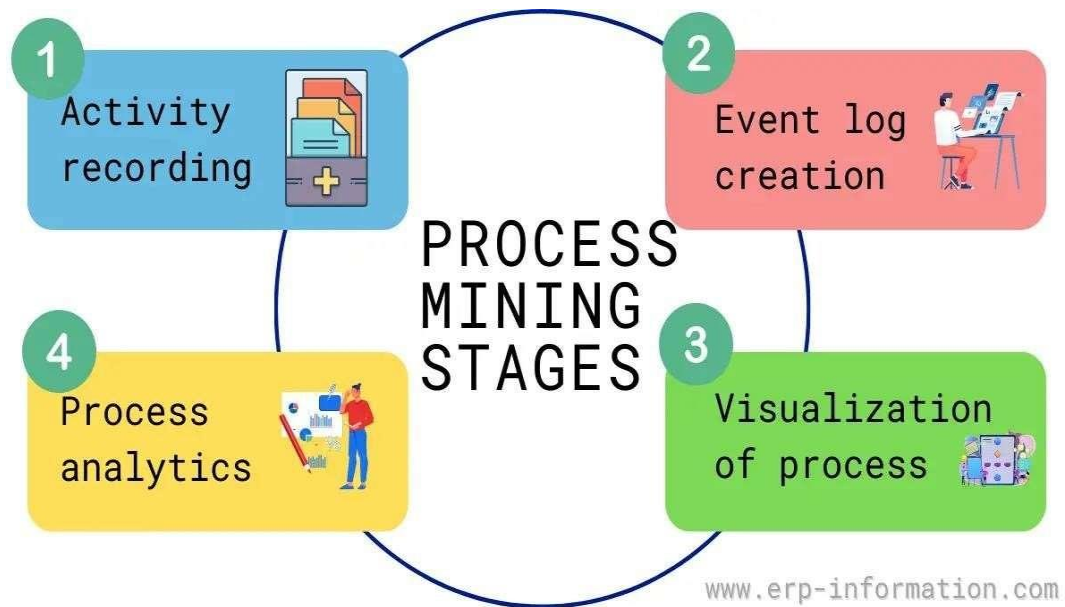 1
Activity
recording
2
Event log
creation
PROCESS
MINING
STAGES
4
Process
analytics
3
Visualization
of process
www.erp-information.com